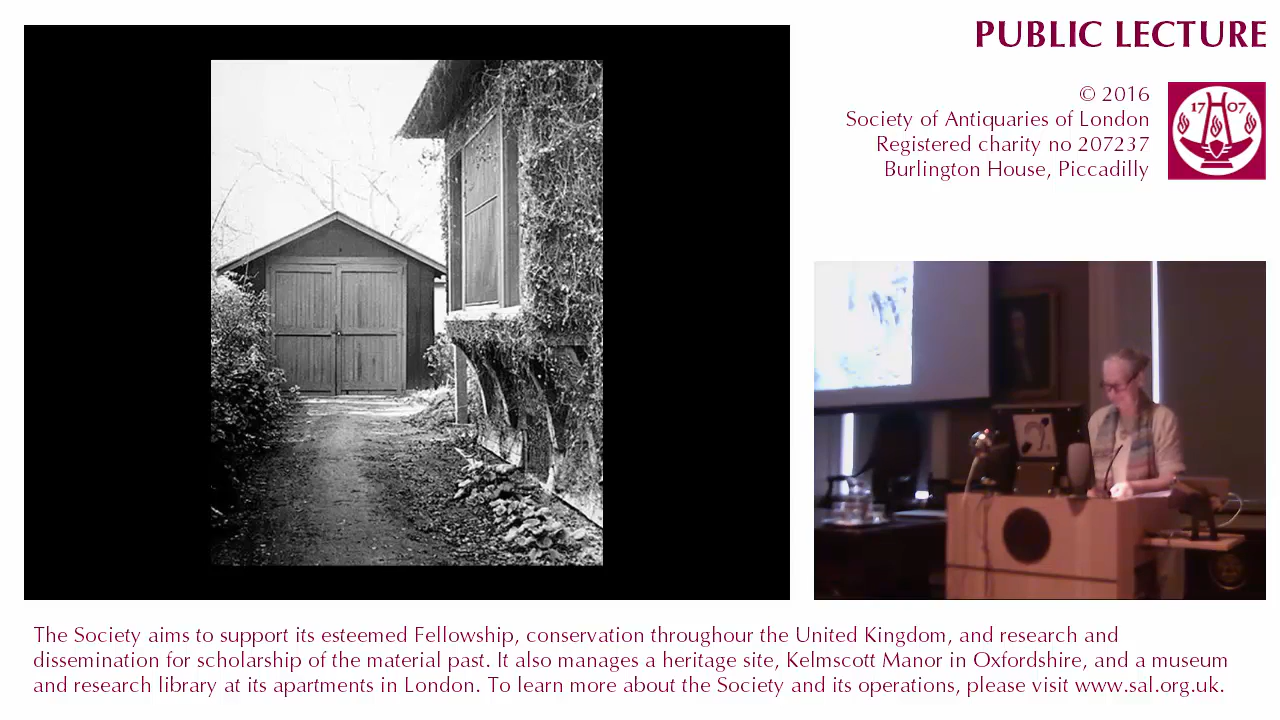 PUBLIC LECTURE
© 2016
Society of Antiquaries of London
Registered charity no 207237
Burlington House, Piccadilly
17 07
The Society aims to support its esteemed Fellowship, conservation throughour the United Kingdom, and research and
dissemination for scholarship of the material past. It also manages a heritage site, Kelmscott Manor in Oxfordshire, and a museum
and research library at its apartments in London. To learn more about the Society and its operations, please visit www.sal.org.uk.